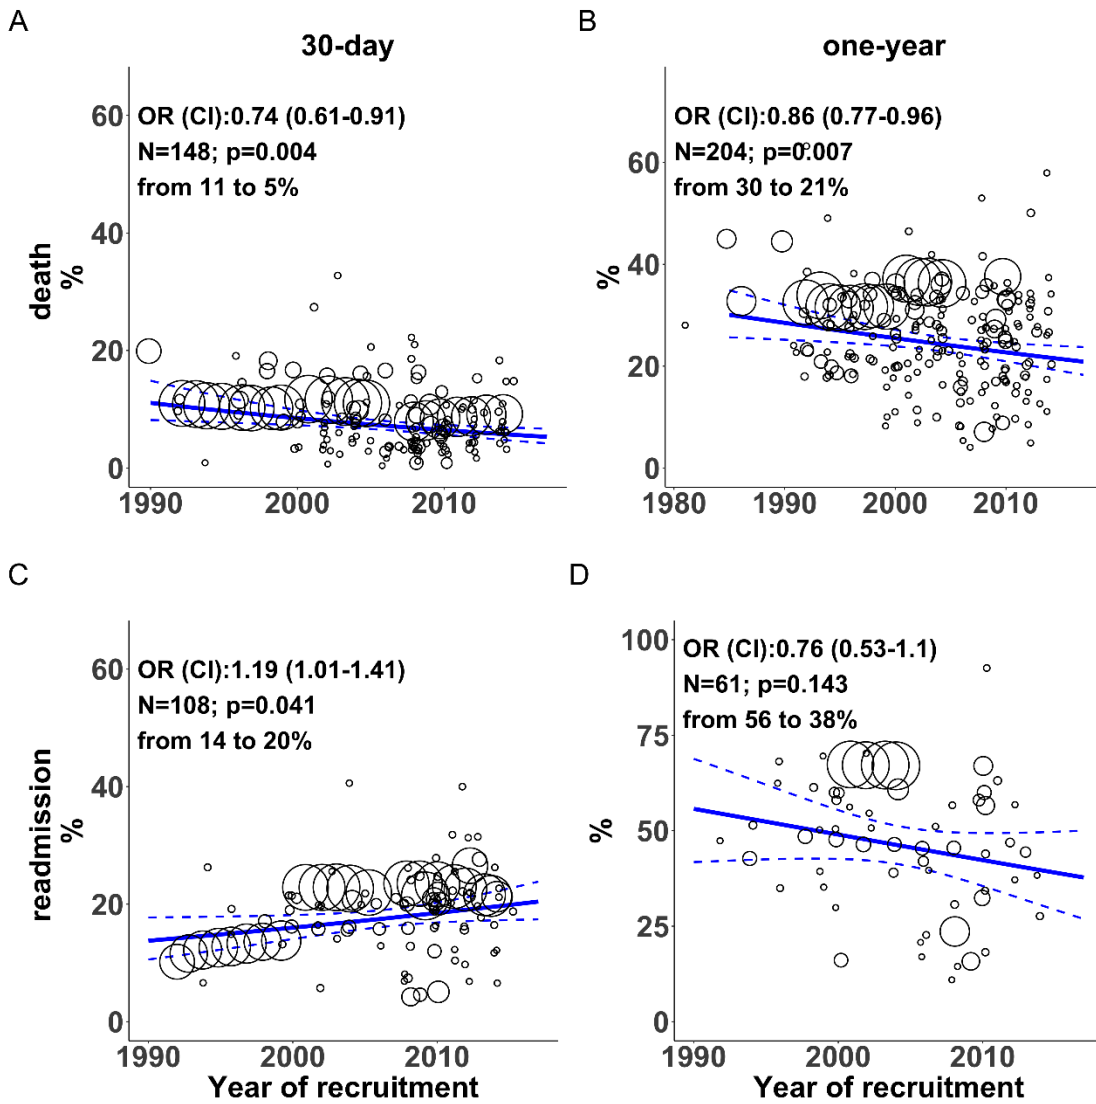 A
B
30-day
one-year
OR (CI):0.74 (0.61-0.91)
N=148; p=0.004
from 11 to 5%
OR (CI):0.86 (0.77-0.96)
N=204; p=0.007
from 30 to 21%
death
%
60
40
20
0
1990
2000
2010
%
60
40
20
0
1980
1990
2000
2010
C
D
OR (CI):1.19 (1.01-1.41)
N=108; p=0.041
from 14 to 20%
OR (CI):0.76 (0.53-1.1)
N=61; p=0.143
from 56 to 38%
readmission
%
60
40
20
0
1990
2000
2010
Year of recruitment
%
100
75
50
25
0
1990
2000
2010
Year of recruitment